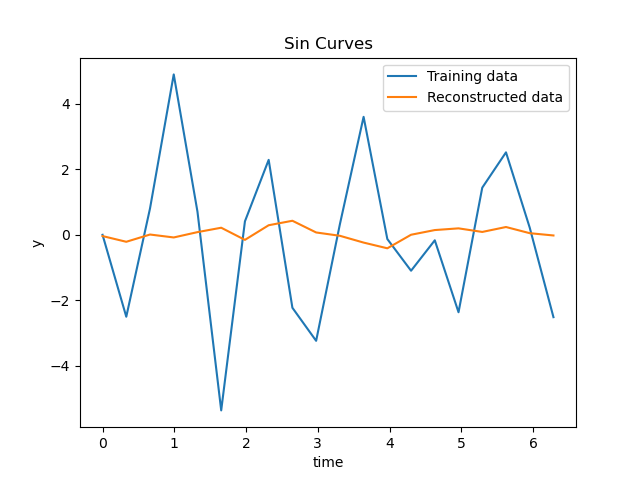 Sin Curves
Training data
Reconstructed data
4
2
0
−2
−4
y
0 1 2 3 4 5 6
time